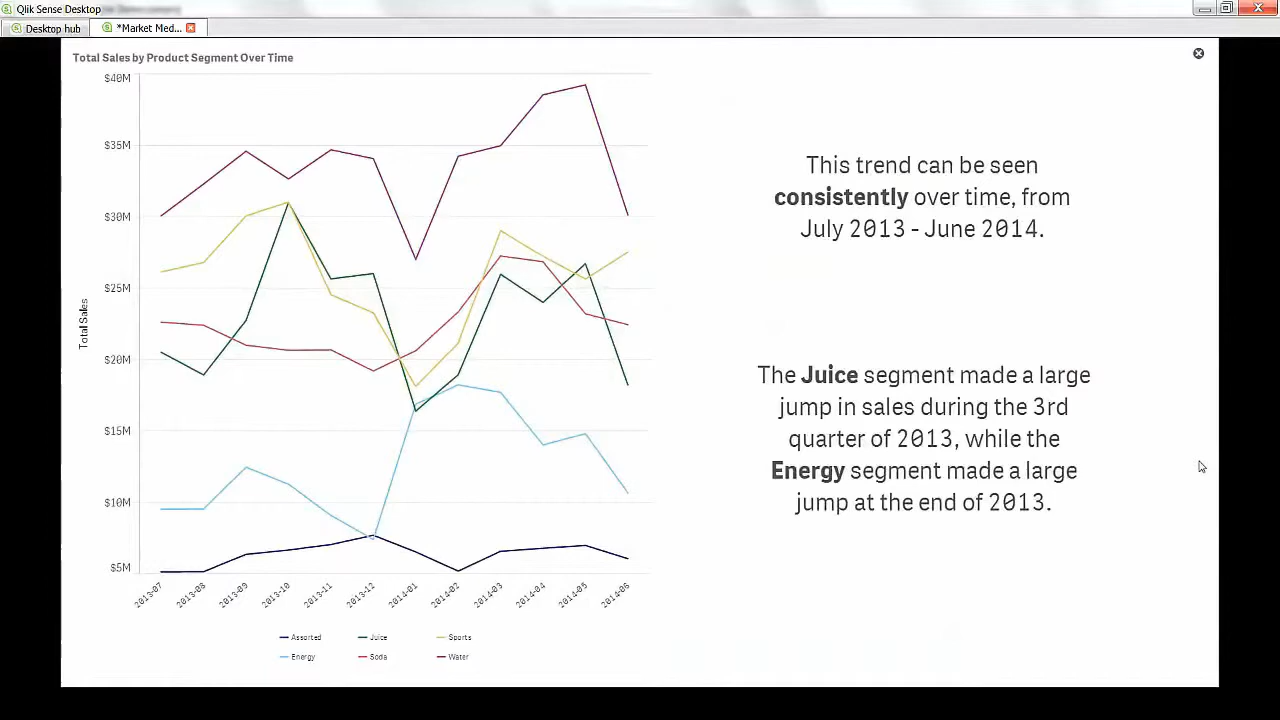 Qlik Sense Desktop
Desktop hub
*Market Med...
Total Sales by Product Segment Over Time
$40M
$35M
$30M
$25M
$20M
$15M
$10M
$5M
Total Sales
2013-07
2013-08
2013-09
2013-10
2013-11
2013-12
2014-01
2014-02
2014-03
2014-04
2014-05
2014-06
Assorted
Juice
Sports
Energy
Soda
Water
This trend can be seen
consistently over time, from
July 2013 - June 2014.
The Juice segment made a large
jump in sales during the 3rd
quarter of 2013, while the
Energy segment made a large
jump at the end of 2013.